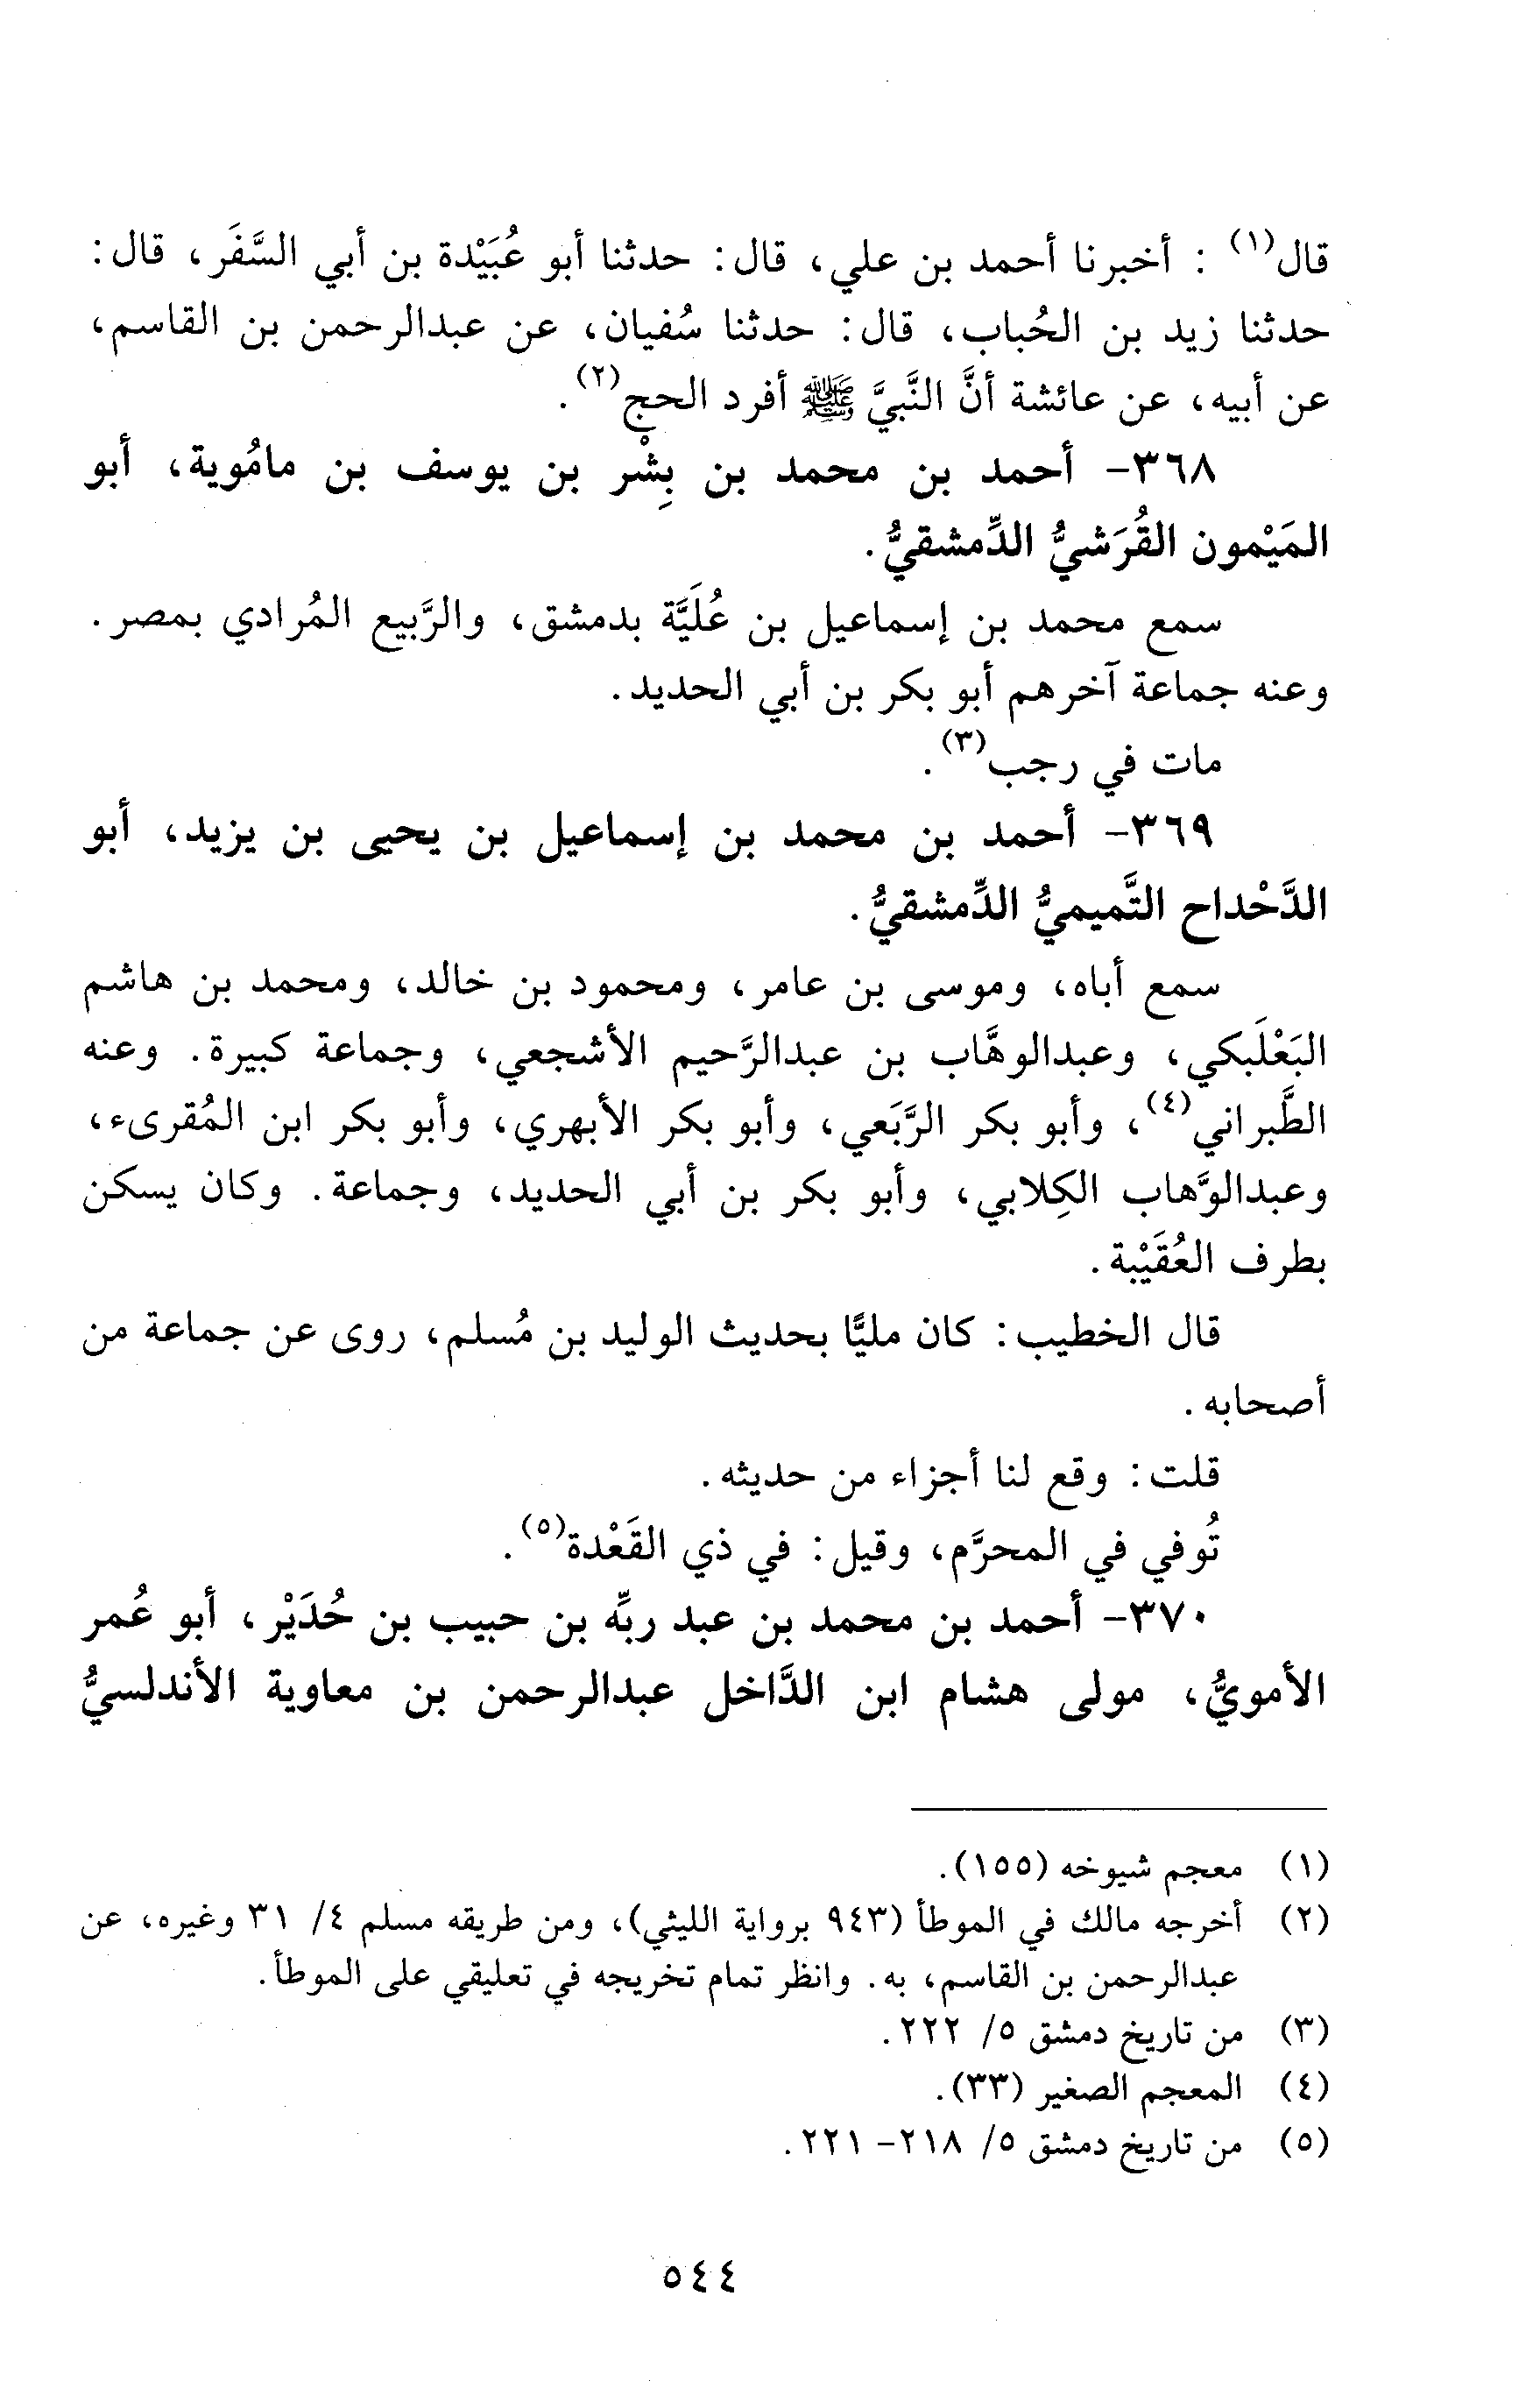 قال(١) : أخبرنا أحمد بن علي، قال: حدثنا أبو عُبَيْدة بن أبي السَّفَر، قال:
حدثنا زيد بن الحُباب، قال: حدثنا سُفيان، عن عبدالرحمن بن القاسم،
عن أبيه، عن عائشة أنَّ النَّبيَّ ﷺ أفرد الحج(٢).
٣٦٨- أحمد بن محمد بن بِشْر بن يوسف بن مامُوية، أبو
المَيْمون القُرَشيُّ الدِّمشقيُّ.
سمع محمد بن إسماعيل بن عُلَيَّة بدمشق، والرَّبيع المُرادي بمصر.
وعنه جماعة آخرهم أبو بكر بن أبي الحديد.
مات في رجب(٣).
٣٦٩- أحمد بن محمد بن إسماعيل بن يحيى بن يزيد، أبو
الدَّحْداح التَّميميُّ الدِّمشقيُّ.
سمع أباه، وموسى بن عامر، ومحمود بن خالد، ومحمد بن هاشم
البَعْلَبكي، وعبدالوهَّاب بن عبدالرَّحيم الأشجعي، وجماعة كبيرة. وعنه
الطَّبراني(٤)، وأبو بكر الرَّبَعي، وأبو بكر الأبهري، وأبو بكر ابن المُقرىء،
وعبدالوَّهاب الكِلابي، وأبو بكر بن أبي الحديد، وجماعة. وكان يسكن
بطرف العُقَيْبة.
قال الخطيب: كان مليًّا بحديث الوليد بن مُسلم، روى عن جماعة من
أصحابه.
قلت: وقع لنا أجزاء من حديثه.
تُوفي في المحرَّم، وقيل: في ذي القَعْدة(٥).
٣٧٠- أحمد بن محمد بن عبد ربِّه بن حبيب بن حُدَيْر، أبو عُمر
الأمويُّ، مولى هشام ابن الدَّاخل عبدالرحمن بن معاوية الأندلسيُّ
(١) معجم شيوخه (١٥٥).
(٢) أخرجه مالك في الموطأ (٩٤٣ برواية الليثي)، ومن طريقه مسلم ٤/ ٣١ وغيره، عن
عبدالرحمن بن القاسم، به. وانظر تمام تخريجه في تعليقي على الموطأ.
(٣) من تاريخ دمشق ٥/ ٢٢٢.
(٤) المعجم الصغير (٣٣).
(٥) من تاريخ دمشق ٥/ ٢١٨- ٢٢١.
٥٤٤